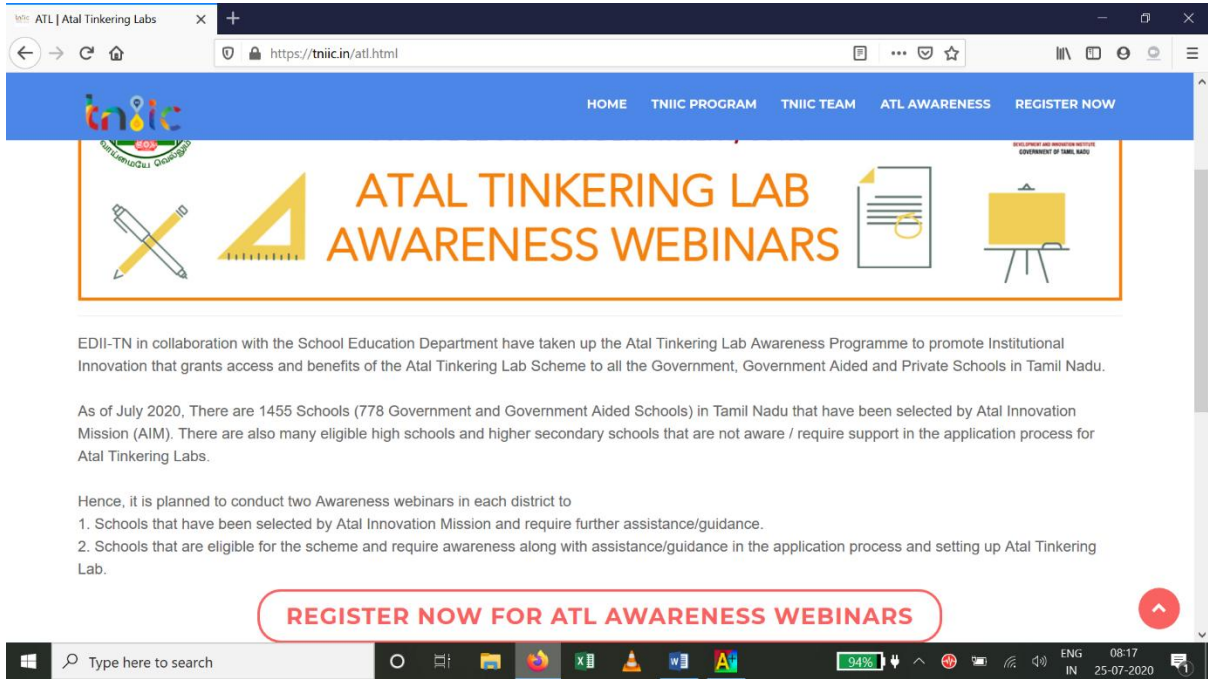 ATL | Atal Tinkering Labs
https://tniic.in/atl.html
tniic
HOME TNIIC PROGRAM TNIIC TEAM ATL AWARENESS REGISTER NOW
DEVELOPMENT AND INNOVATION INSTITUTE
GOVERNMENT OF TAMIL NADU
ATAL TINKERING LAB
AWARENESS WEBINARS
EDII-TN in collaboration with the School Education Department have taken up the Atal Tinkering Lab Awareness Programme to promote Institutional
Innovation that grants access and benefits of the Atal Tinkering Lab Scheme to all the Government, Government Aided and Private Schools in Tamil Nadu.
As of July 2020, There are 1455 Schools (778 Government and Government Aided Schools) in Tamil Nadu that have been selected by Atal Innovation
Mission (AIM). There are also many eligible high schools and higher secondary schools that are not aware / require support in the application process for
Atal Tinkering Labs.
Hence, it is planned to conduct two Awareness webinars in each district to
1. Schools that have been selected by Atal Innovation Mission and require further assistance/guidance.
2. Schools that are eligible for the scheme and require awareness along with assistance/guidance in the application process and setting up Atal Tinkering
Lab.
REGISTER NOW FOR ATL AWARENESS WEBINARS
Type here to search
94%
ENG 08:17
IN 25-07-2020
1